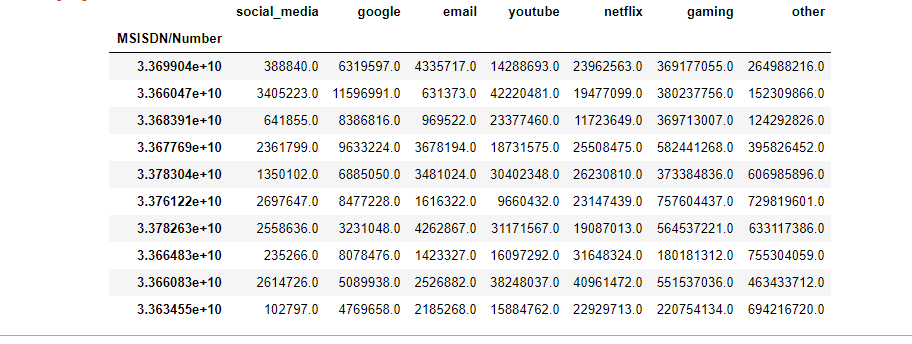 social_media google email youtube netflix gaming other
MSISDN/Number
3.369904e+10 388840.0 6319597.0 4335717.0 14288693.0 23962563.0 369177055.0 264988216.0
3.366047e+10 3405223.0 11596991.0 631373.0 42220481.0 19477099.0 380237756.0 152309866.0
3.368391e+10 641855.0 8386816.0 969522.0 23377460.0 11723649.0 369713007.0 124292826.0
3.367769e+10 2361799.0 9633224.0 3678194.0 18731575.0 25508475.0 582441268.0 395826452.0
3.378304e+10 1350102.0 6885050.0 3481024.0 30402348.0 26230810.0 373384836.0 606985896.0
3.376122e+10 2697647.0 8477228.0 1616322.0 9660432.0 23147439.0 757604437.0 729819601.0
3.378263e+10 2558636.0 3231048.0 4262867.0 31171567.0 19087013.0 564537221.0 633117386.0
3.366483e+10 235266.0 8078476.0 1423327.0 16097292.0 31648324.0 180181312.0 755304059.0
3.366083e+10 2614726.0 5089938.0 2526882.0 38248037.0 40961472.0 551537036.0 463433712.0
3.363455e+10 102797.0 4769658.0 2185268.0 15884762.0 22929713.0 220754134.0 694216720.0